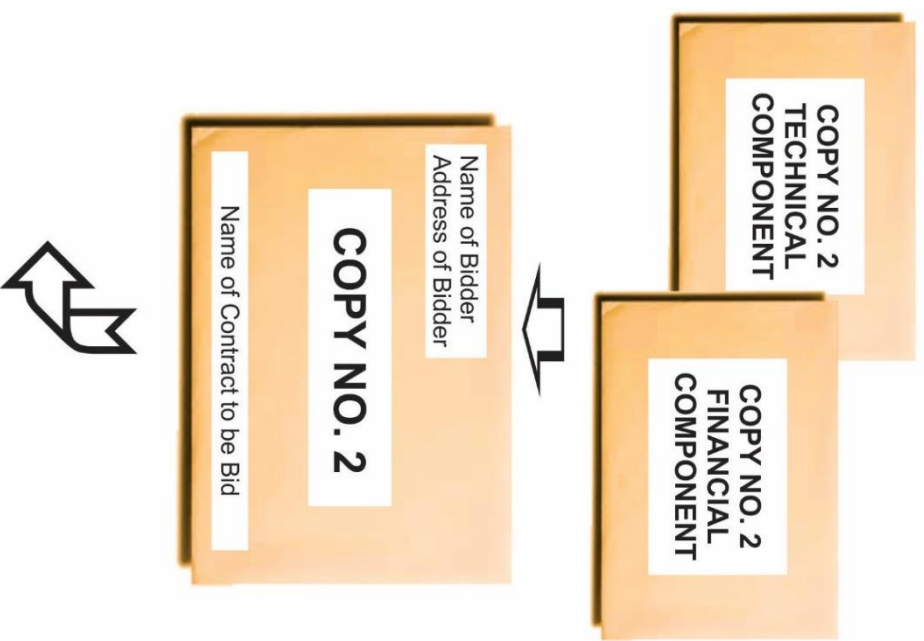 COPY NO. 2
TECHNICAL
COMPONENT
COPY NO. 2
FINANCIAL
COMPONENT
Name of Bidder
Address of Bidder
COPY NO. 2
Name of Contract to be Bid